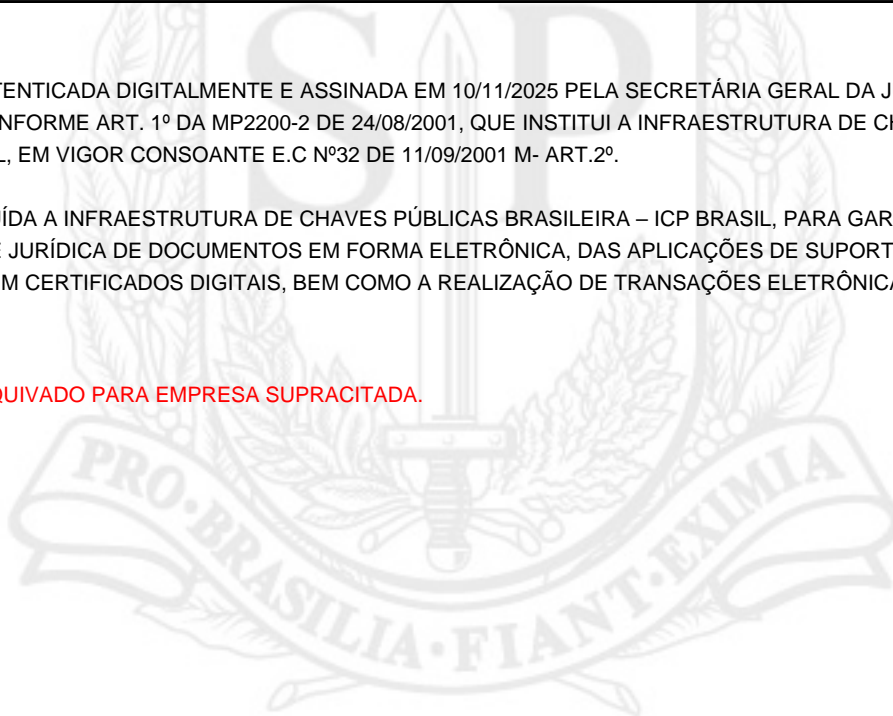 TENTICADA DIGITALMENTE E ASSINADA EM 10/11/2025 PELA SECRETÁRIA GERAL DA J
NFORME ART. 1º DA MP2200-2 DE 24/08/2001, QUE INSTITUI A INFRAESTRUTURA DE CH
L, EM VIGOR CONSOANTE E.C Nº32 DE 11/09/2001 M- ART.2º.
UÍDA A INFRAESTRUTURA DE CHAVES PÚBLICAS BRASILEIRA – ICP BRASIL, PARA GAR
E JURÍDICA DE DOCUMENTOS EM FORMA ELETRÔNICA, DAS APLICAÇÕES DE SUPORT
M CERTIFICADOS DIGITAIS, BEM COMO A REALIZAÇÃO DE TRANSAÇÕES ELETRÔNICA
QUIVADO PARA EMPRESA SUPRACITADA.
SP
PRO·BRASILIA·FIANT·EXIMIA